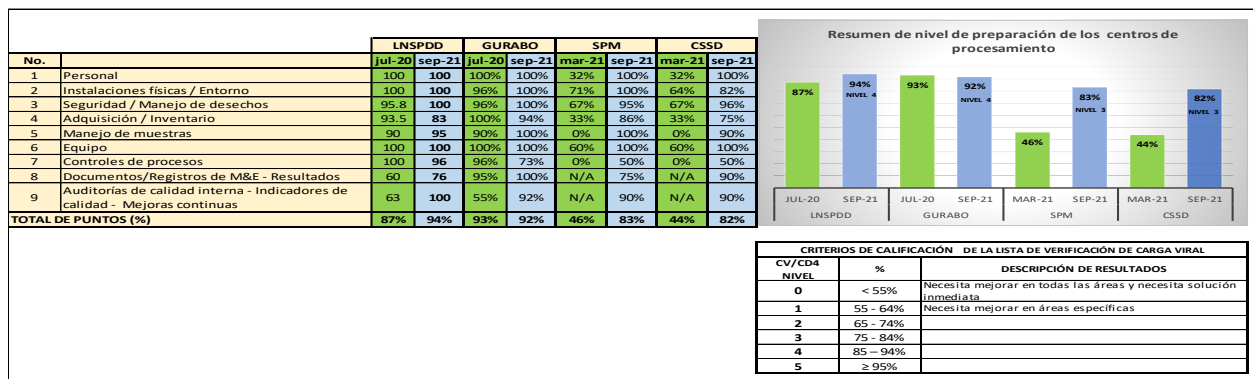 LNSPDD GURABO SPM CSSD
No. jul-20 sep-21 jul-20 sep-21 mar-21 sep-21 mar-21 sep-21
1 Personal 100 100 100% 100% 32% 100% 32% 100%
2 Instalaciones físicas / Entorno 100 100 96% 100% 71% 100% 64% 82%
3 Seguridad / Manejo de desechos 95.8 100 96% 100% 67% 95% 67% 96%
4 Adquisición / Inventario 93.5 83 100% 94% 33% 86% 33% 75%
5 Manejo de muestras 90 95 90% 100% 0% 100% 0% 90%
6 Equipo 100 100 100% 100% 60% 100% 60% 100%
7 Controles de procesos 100 96 96% 73% 0% 50% 0% 50%
8 Documentos/Registros de M&E - Resultados 60 76 95% 100% N/A 75% N/A 90%
9 Auditorías de calidad interna - Indicadores de
calidad - Mejoras continuas 63 100 55% 92% N/A 90% N/A 90%
TOTAL DE PUNTOS (%) 87% 94% 93% 92% 46% 83% 44% 82%
Resumen de nivel de preparación de los centros de
procesamiento
87% 94% 93% 92% 46% 83% 44% 82%
NIVEL 4 NIVEL 4 NIVEL 3 NIVEL 3
JUL-20 SEP-21 JUL-20 SEP-21 MAR-21 SEP-21 MAR-21 SEP-21
LNSPDD GURABO SPM CSSD
CRITERIOS DE CALIFICACIÓN DE LA LISTA DE VERIFICACIÓN DE CARGA VIRAL
CV/CD4
NIVEL % DESCRIPCIÓN DE RESULTADOS
0 < 55% Necesita mejorar en todas las áreas y necesita solución
inmediata
1 55 - 64% Necesita mejorar en áreas específicas
2 65 - 74%
3 75 - 84%
4 85 – 94%
5 ≥ 95%